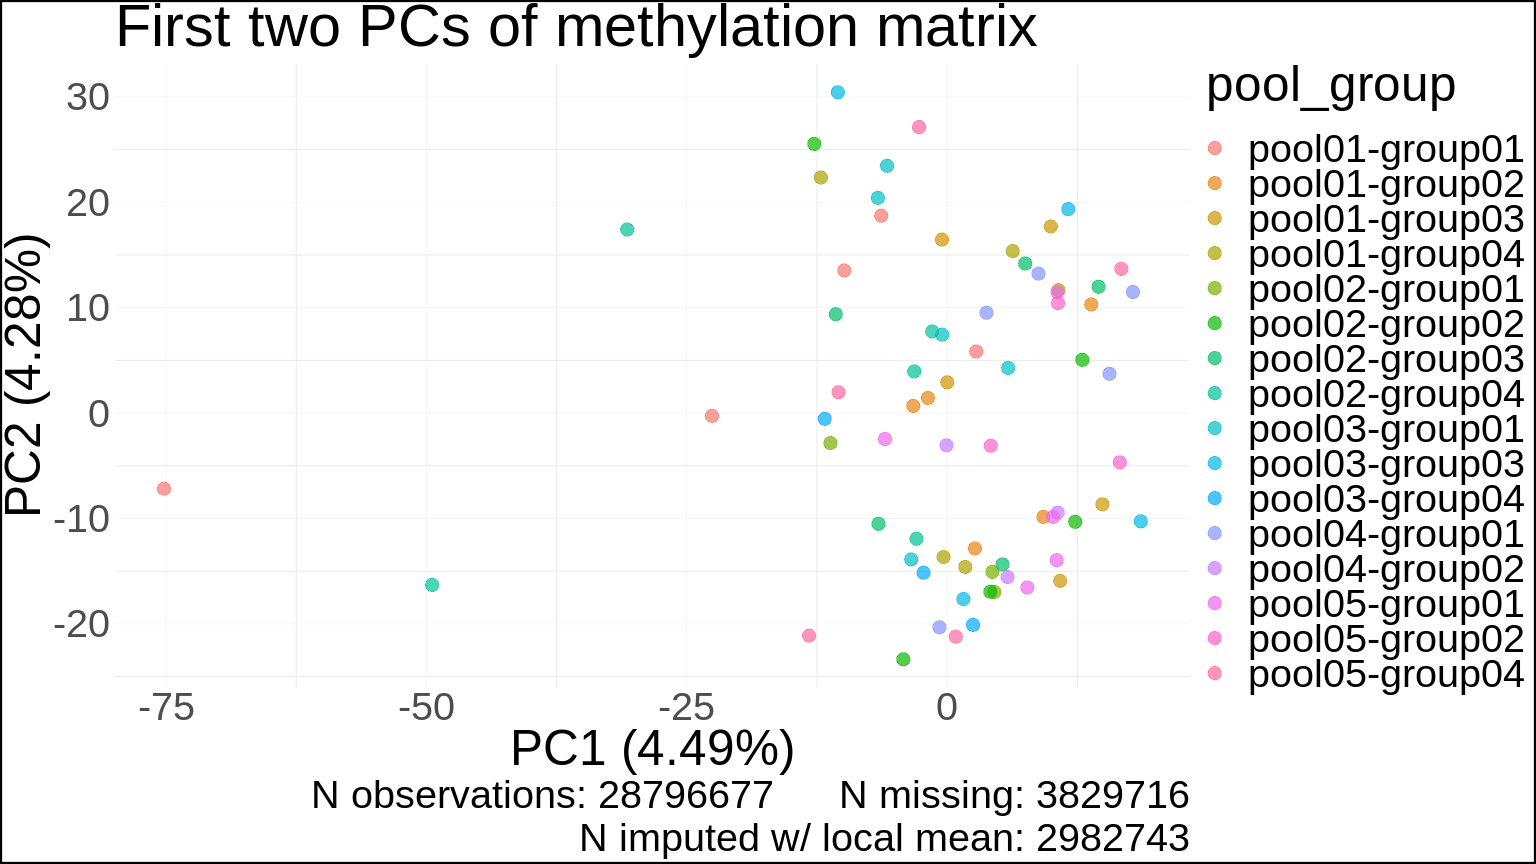 First two PCs of methylation matrix
30
20
10
0
-10
-20
PC2 (4.28%)
-75
-50
-25
0
PC1 (4.49%)
pool_group
pool01-group01
pool01-group02
pool01-group03
pool01-group04
pool02-group01
pool02-group02
pool02-group03
pool02-group04
pool03-group01
pool03-group03
pool03-group04
pool04-group01
pool04-group02
pool05-group01
pool05-group02
pool05-group04
N observations: 28796677 N missing: 3829716
N imputed w/ local mean: 2982743